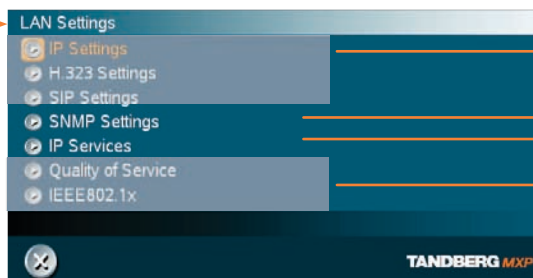 LAN Settings
IP Settings
H.323 Settings
SIP Settings
SNMP Settings
IP Services
Quality of Service
IEEE802.1x
TANDBERG MXP